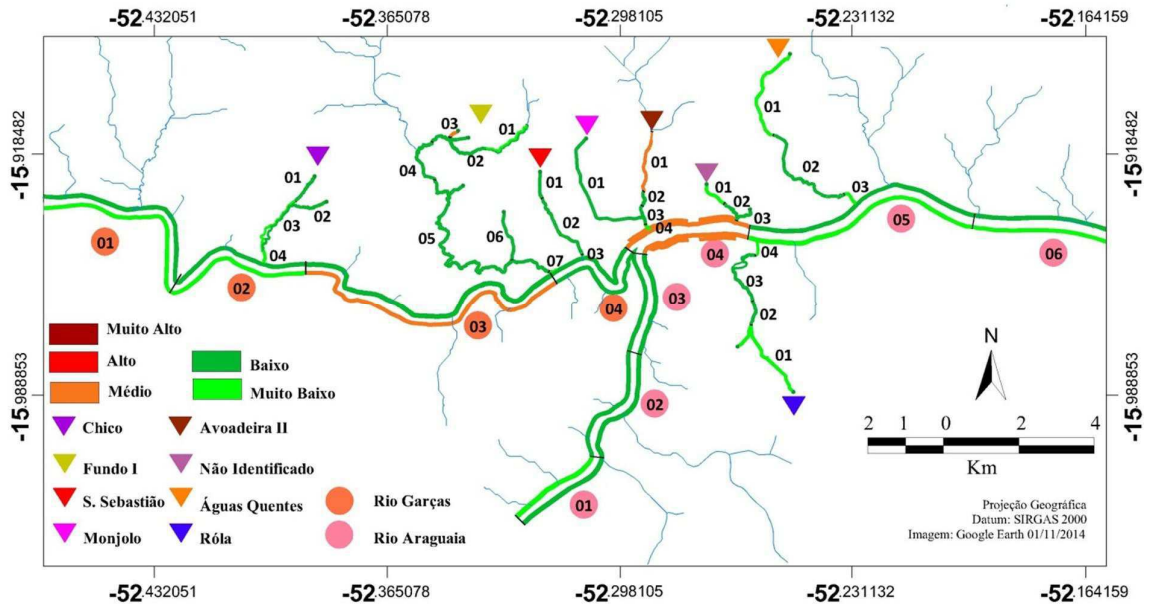 -52.432051 -52.365078 -52.298105 -52.231132 -52.164159
-15.918482 -15.918482
01
03 01
02
04
01
02
03
04
05
06
07
01
02
03
01
01
02
03
04
01
02
03
01
02
03
04
03
02
01
01
02
03
04
04
05
06
03
02
01
Muito Alto
Alto Baixo
Médio Muito Baixo
Chico Avoadeira II
Fundo I Não Identificado
S. Sebastião Águas Quentes Rio Garças
Monjolo Róla Rio Araguaia
-15.988853 -15.988853
N
2 1 0 2 4
Km
Projeção Geográfica
Datum: SIRGAS 2000
Imagem: Google Earth 01/11/2014
-52.432051 -52.365078 -52.298105 -52.231132 -52.164159